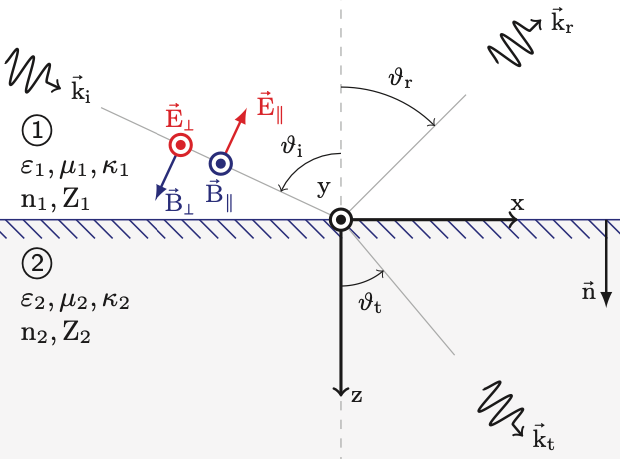 k⃗ᵣ
ϑᵣ
k⃗ᵢ
E⃗∥
E⃗⊥
①
ϑᵢ
ε₁, μ₁, κ₁
y
B⃗∥
n₁, Z₁
B⃗⊥
x
②
ε₂, μ₂, κ₂
n⃗
ϑₜ
n₂, Z₂
z
k⃗ₜ